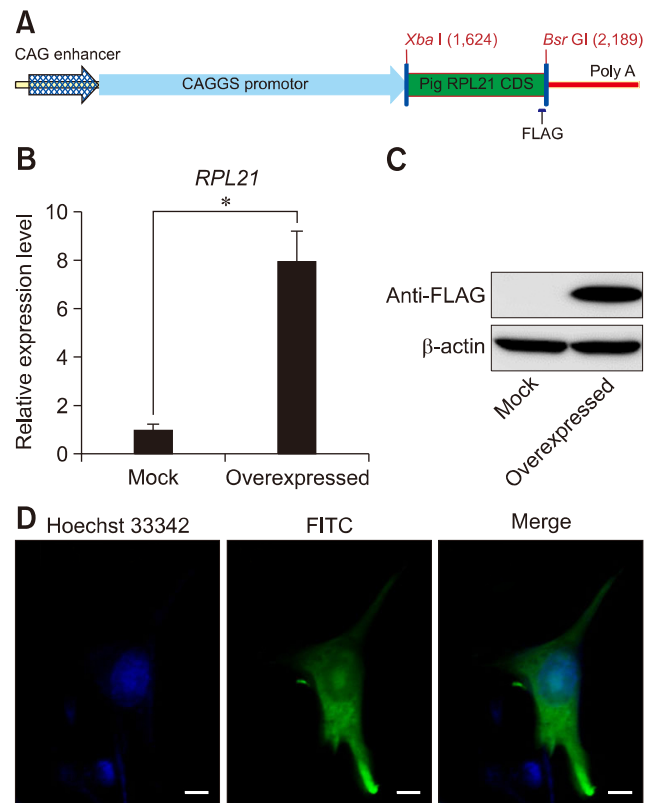 A
CAG enhancer
CAGGS promotor
Xba I (1,624)
Bsr GI (2,189)
Pig RPL21 CDS
Poly A
FLAG
B
RPL21
*
Relative expression level
10
8
6
4
2
0
Mock
Overexpressed
C
Anti-FLAG
β-actin
Mock
Overexpressed
D
Hoechst 33342
FITC
Merge